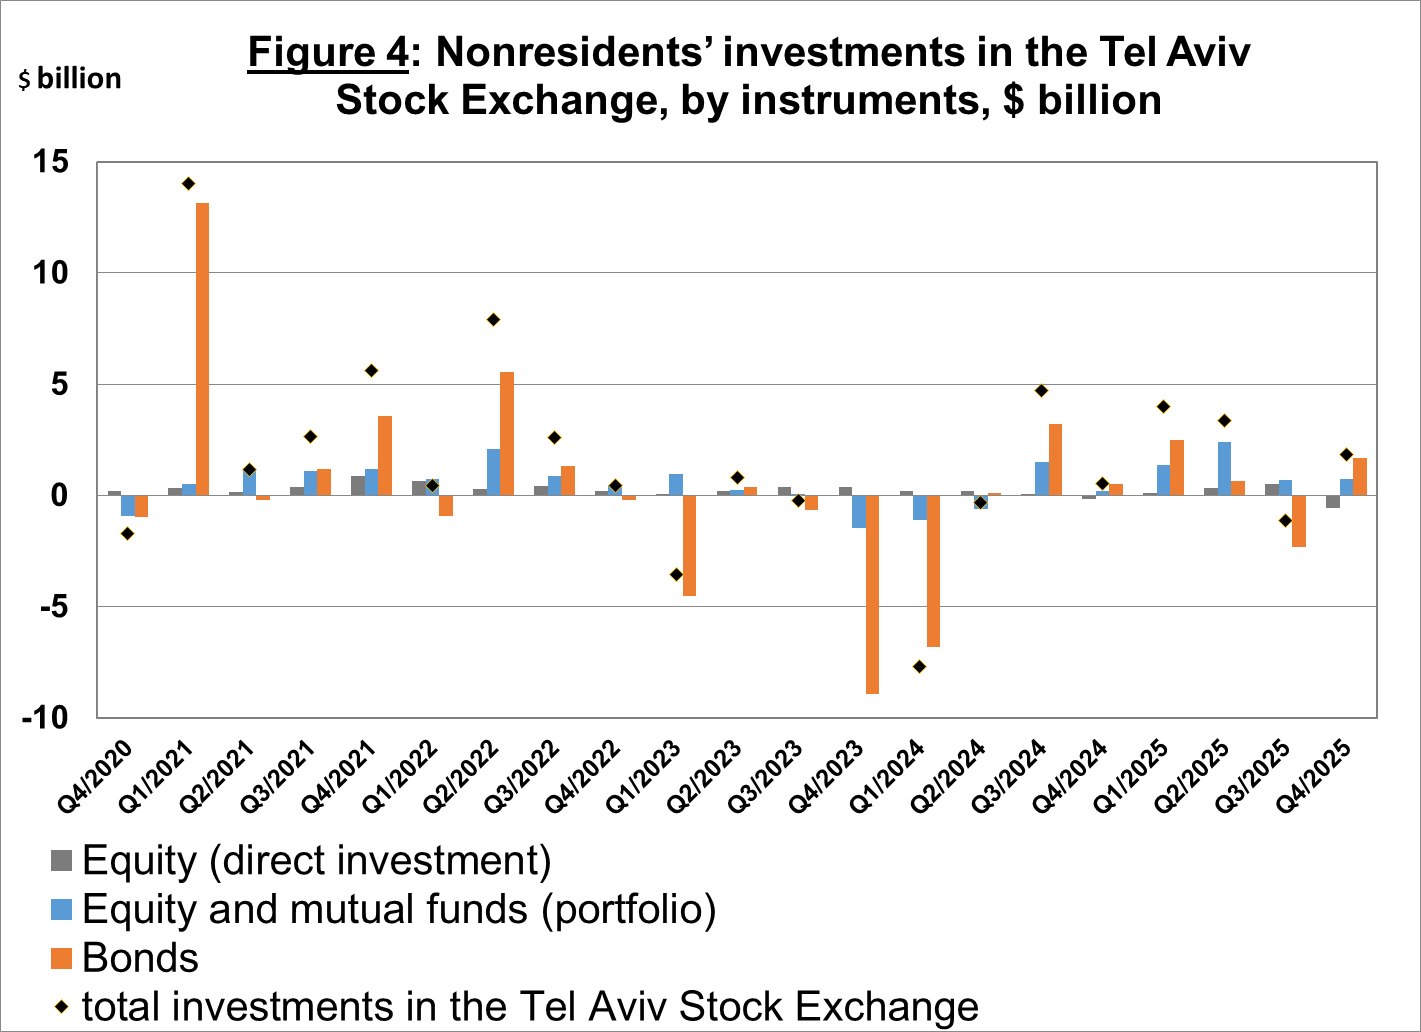 Figure 4: Nonresidents’ investments in the Tel Aviv
Stock Exchange, by instruments, $ billion
$ billion
15
10
5
0
-5
-10
Q4/2020
Q1/2021
Q2/2021
Q3/2021
Q4/2021
Q1/2022
Q2/2022
Q3/2022
Q4/2022
Q1/2023
Q2/2023
Q3/2023
Q4/2023
Q1/2024
Q2/2024
Q3/2024
Q4/2024
Q1/2025
Q2/2025
Q3/2025
Q4/2025
Equity (direct investment)
Equity and mutual funds (portfolio)
Bonds
total investments in the Tel Aviv Stock Exchange